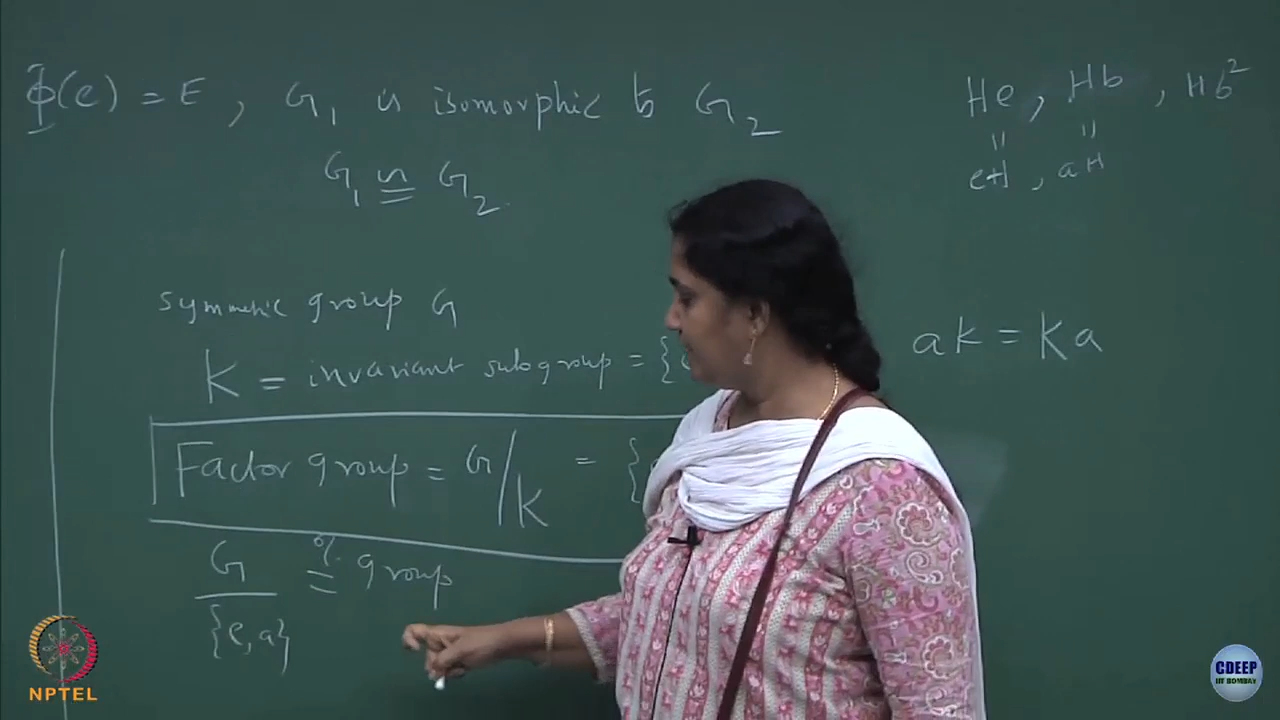 Φ(e) = E , G₁ is isomorphic to G₂
G₁ ≅ G₂
He , Hb , Hb²
eH , aH
symmetric group G
K = invariant subgroup = {e
aK = Ka
Factor group = G/K = {
G / {e, a} = group
NPTEL
CDEEP
IIT BOMBAY